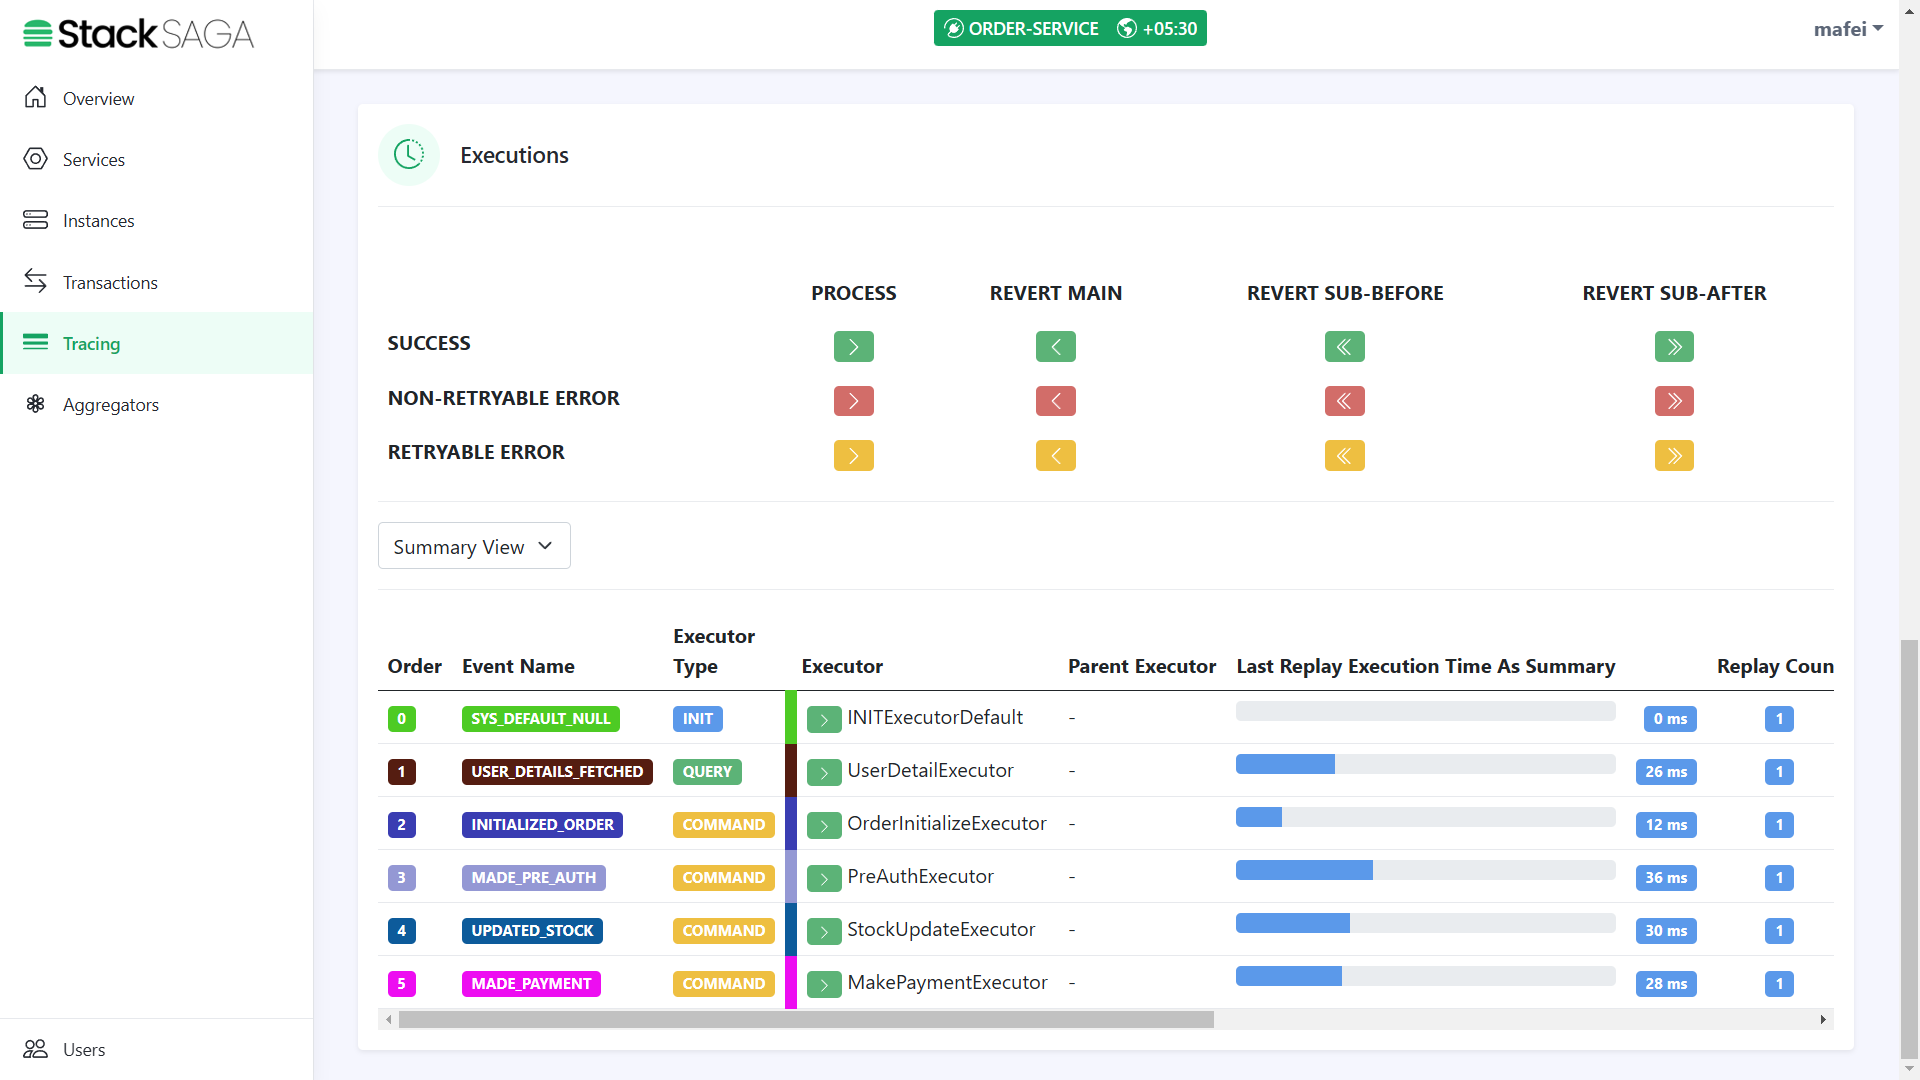 StackSAGA
ORDER-SERVICE +05:30
mafei
Overview
Services
Instances
Transactions
Tracing
Aggregators
Users
Executions
PROCESS REVERT MAIN REVERT SUB-BEFORE REVERT SUB-AFTER
SUCCESS
NON-RETRYABLE ERROR
RETRYABLE ERROR
Summary View
Order Event Name Executor Type Executor Parent Executor Last Replay Execution Time As Summary Replay Coun
0 SYS_DEFAULT_NULL INIT INITExecutorDefault - 0 ms 1
1 USER_DETAILS_FETCHED QUERY UserDetailExecutor - 26 ms 1
2 INITIALIZED_ORDER COMMAND OrderInitializeExecutor - 12 ms 1
3 MADE_PRE_AUTH COMMAND PreAuthExecutor - 36 ms 1
4 UPDATED_STOCK COMMAND StockUpdateExecutor - 30 ms 1
5 MADE_PAYMENT COMMAND MakePaymentExecutor - 28 ms 1